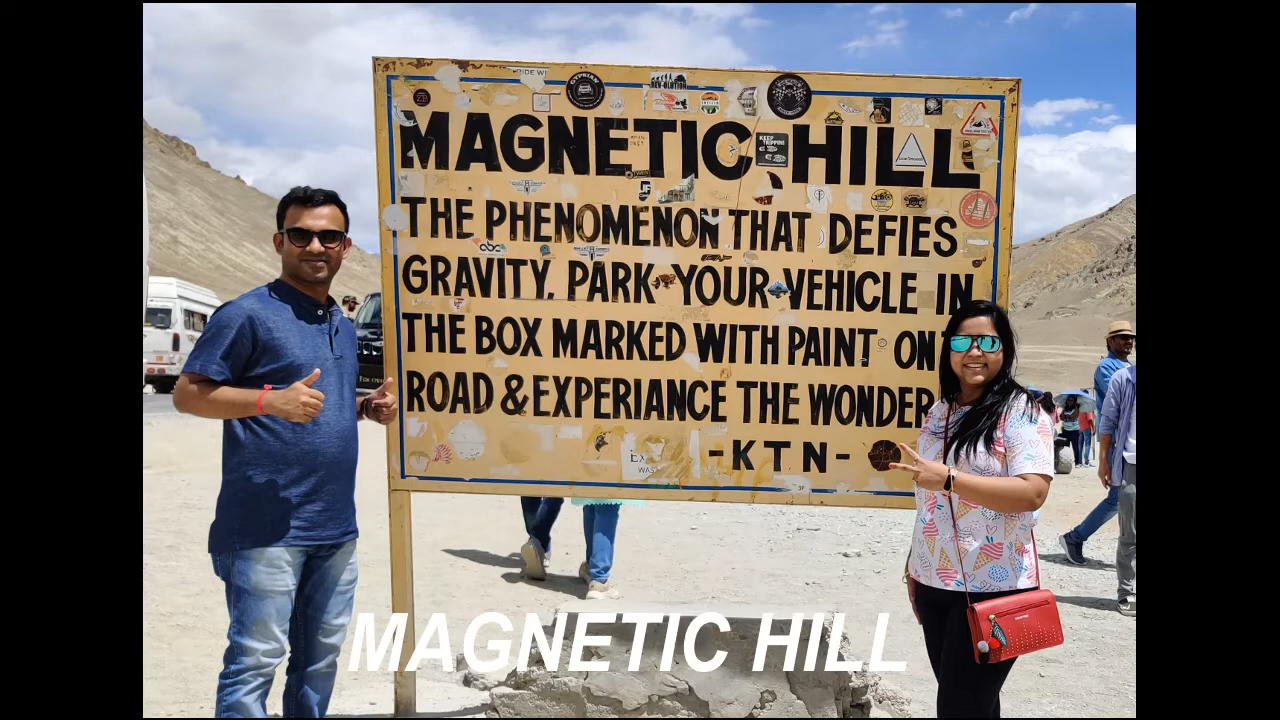 MAGNETIC HILL
THE PHENOMENON THAT DEFIES
GRAVITY, PARK YOUR VEHICLE IN
THE BOX MARKED WITH PAINT ON
ROAD & EXPERIANCE THE WONDER
- K T N -
MAGNETIC HILL